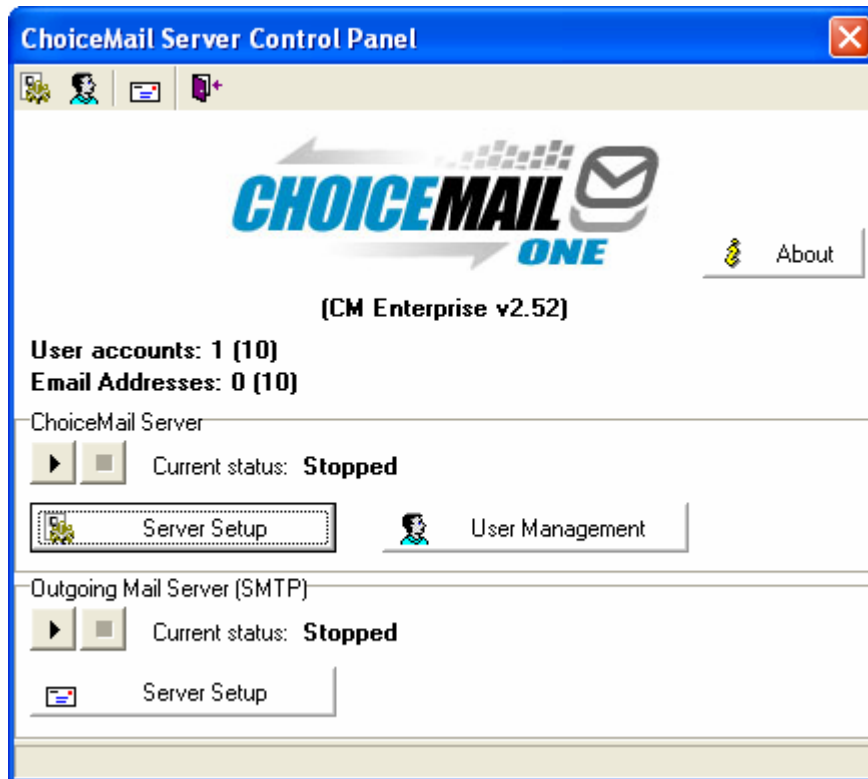 ChoiceMail Server Control Panel
CHOICEMAIL
ONE
About
(CM Enterprise v2.52)
User accounts: 1 (10)
Email Addresses: 0 (10)
ChoiceMail Server
Current status: Stopped
Server Setup User Management
Outgoing Mail Server (SMTP)
Current status: Stopped
Server Setup